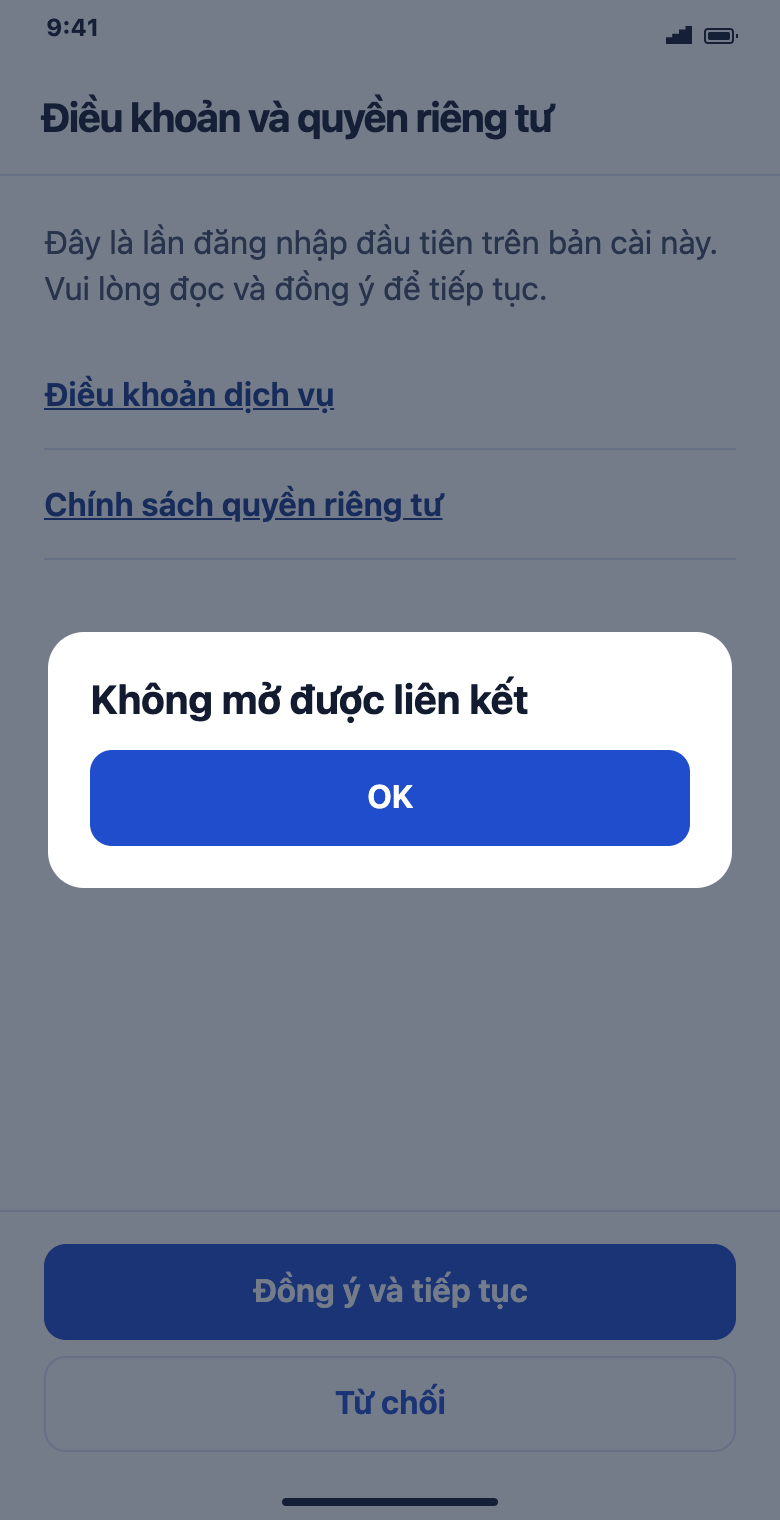 9:41
Điều khoản và quyền riêng tư
Đây là lần đăng nhập đầu tiên trên bản cài này.
Vui lòng đọc và đồng ý để tiếp tục.
Điều khoản dịch vụ
Chính sách quyền riêng tư
Không mở được liên kết
OK
Đồng ý và tiếp tục
Từ chối